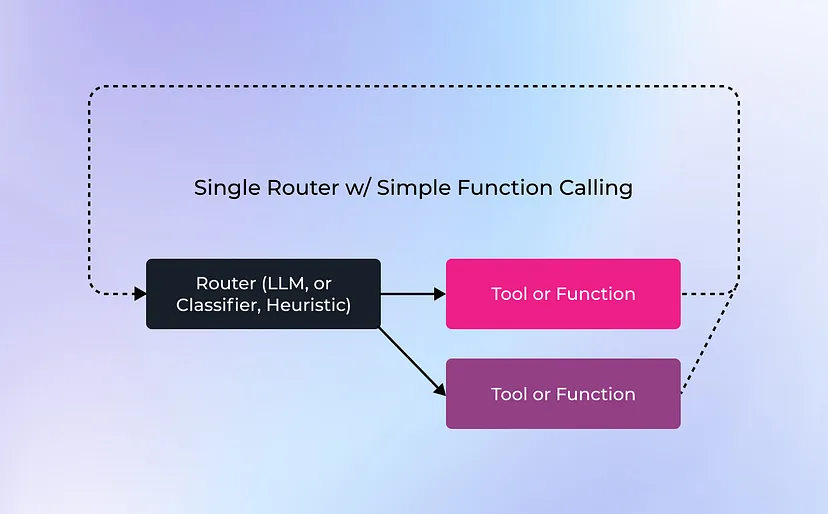 Single Router w/ Simple Function Calling
Router (LLM, or
Classifier, Heuristic)
Tool or Function
Tool or Function